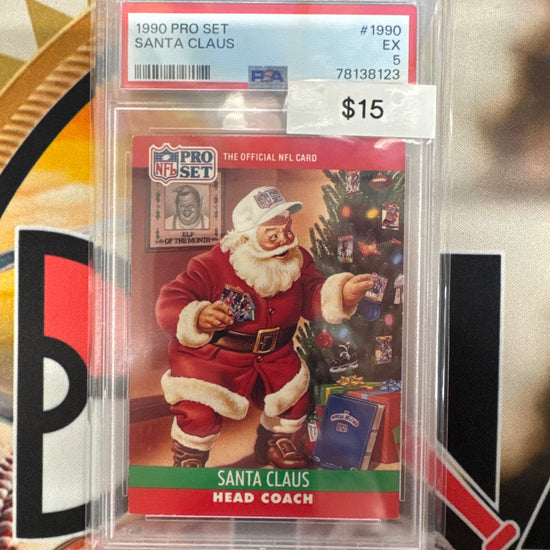 1990 PRO SET
SANTA CLAUS
#1990
EX
5
78138123
PSA
$15
NFL
PRO
SET
THE OFFICIAL NFL CARD
ELF
OF THE MONTH
SANTA CLAUS
HEAD COACH